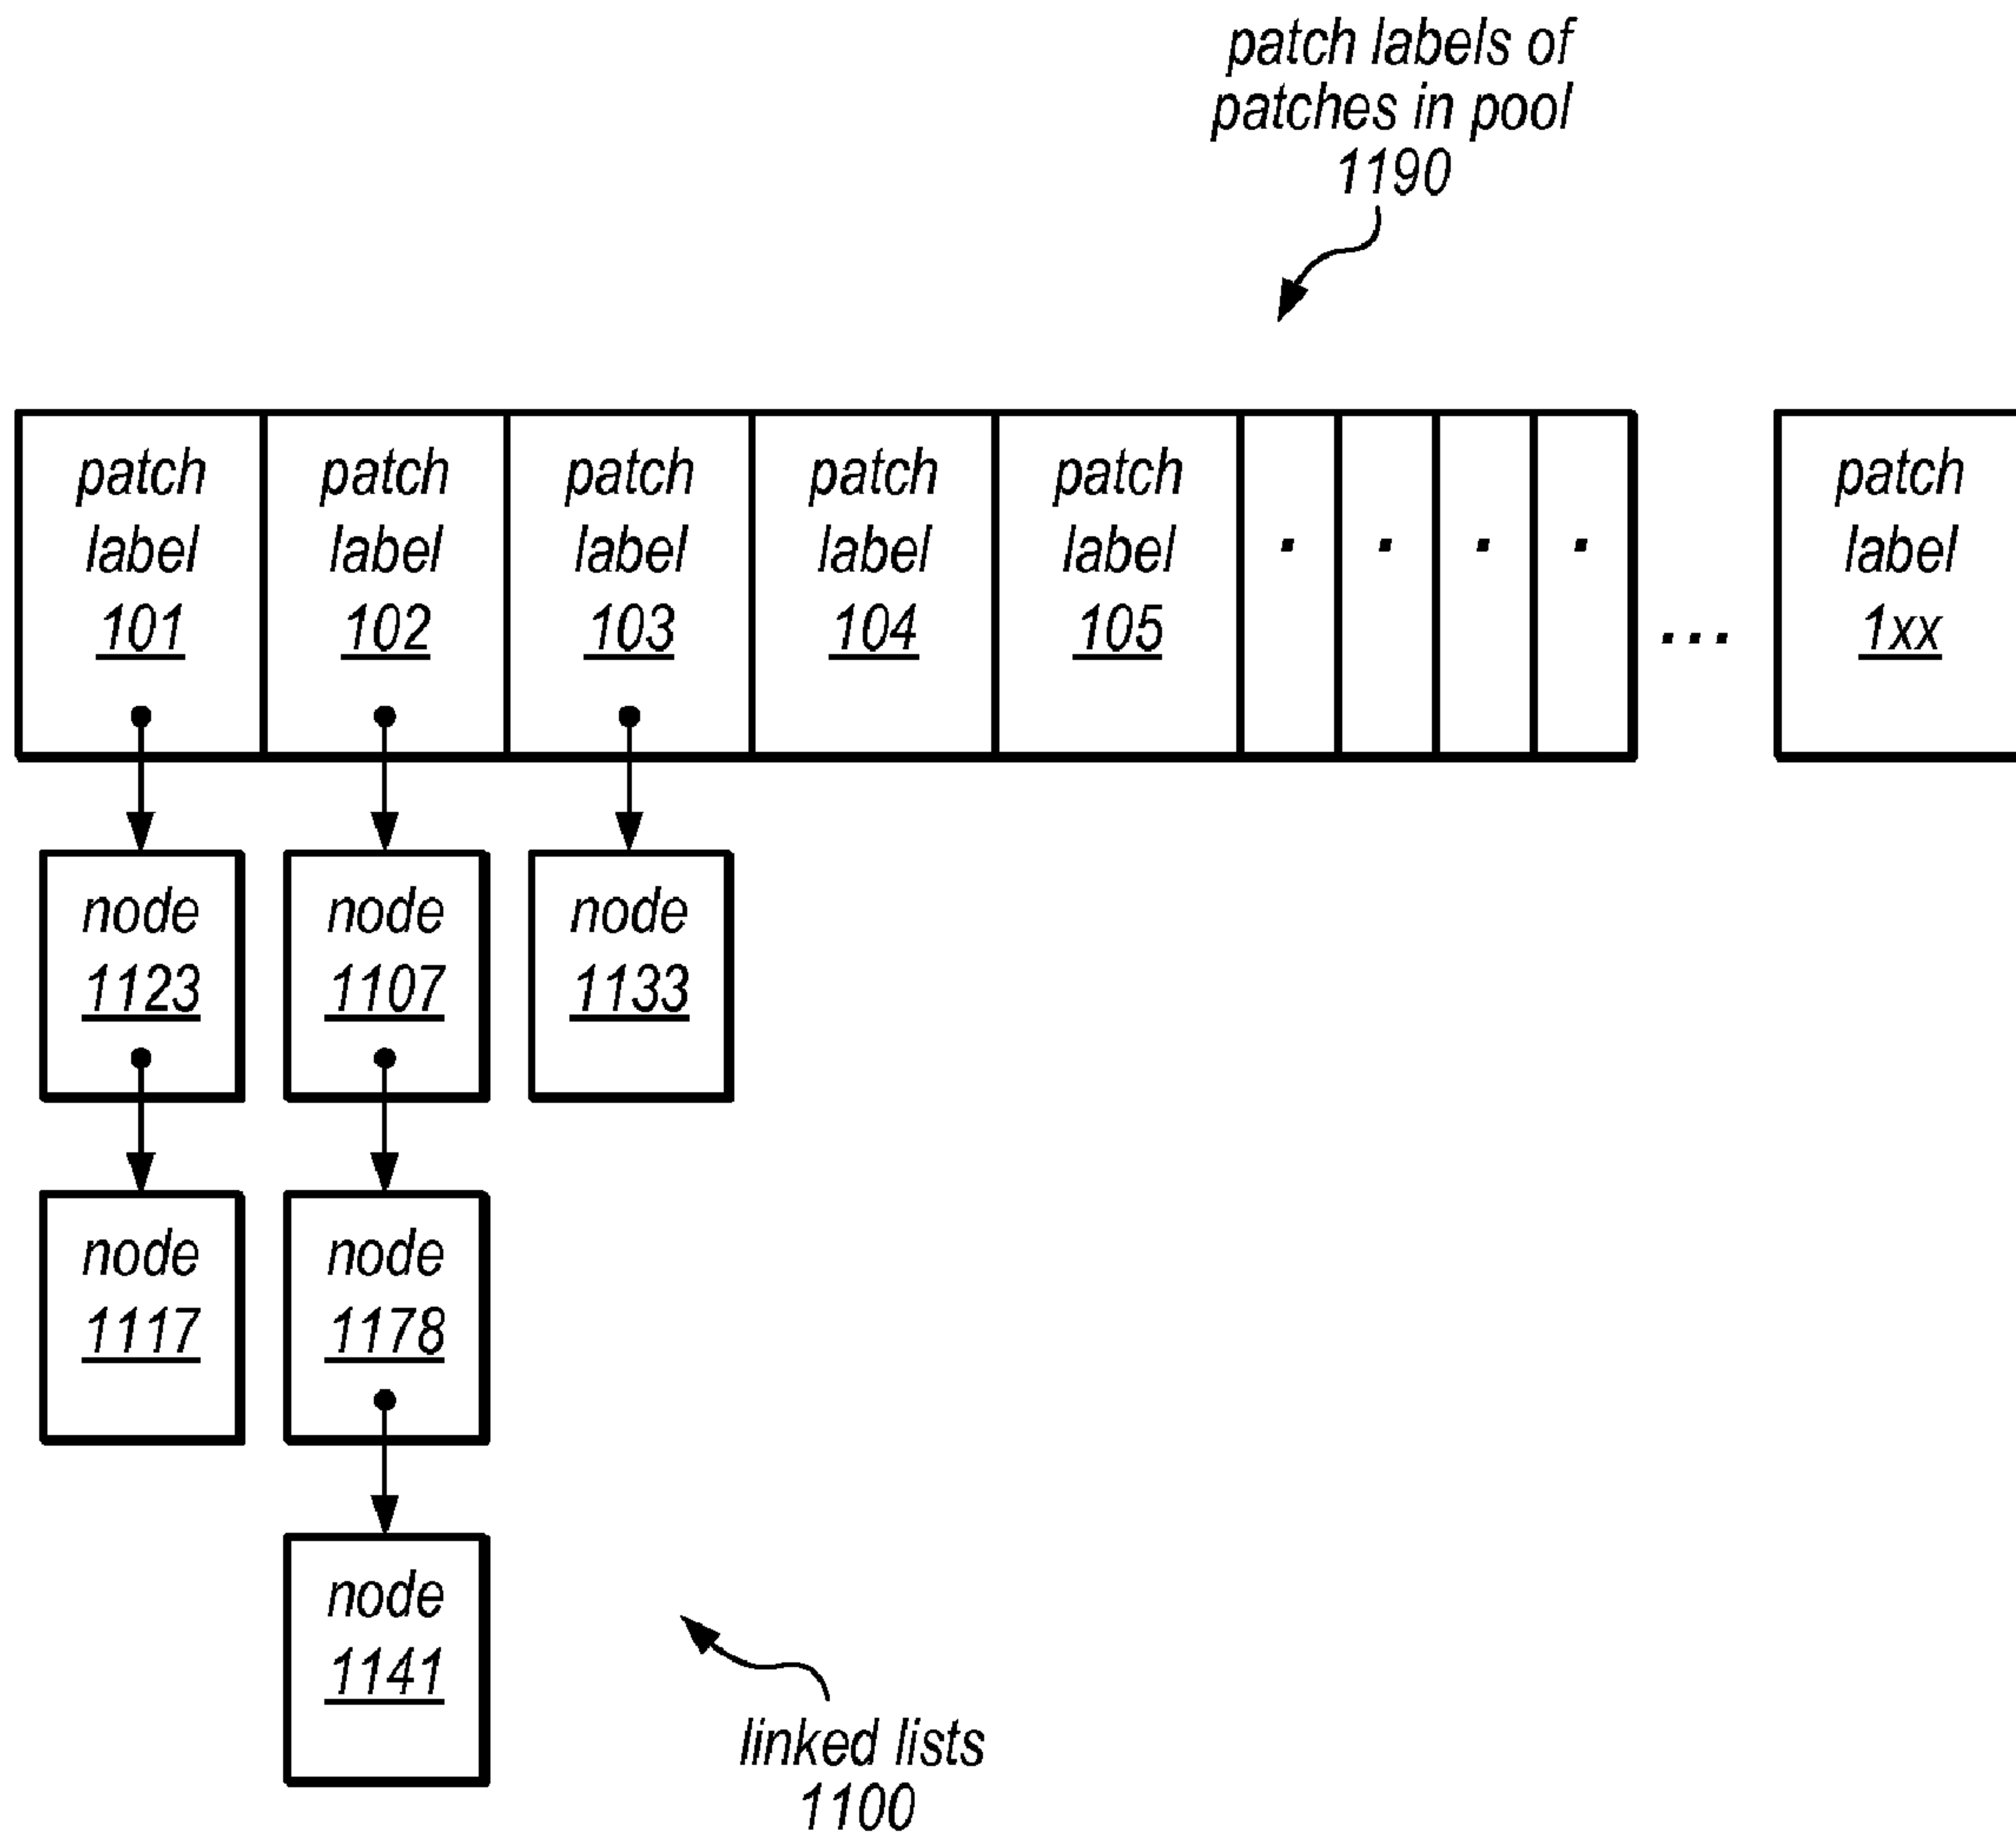 patch labels of
patches in pool
1190
patch
label
101
patch
label
102
patch
label
103
patch
label
104
patch
label
105
. . . .
...
patch
label
1xx
node
1123
node
1107
node
1133
node
1117
node
1178
node
1141
linked lists
1100